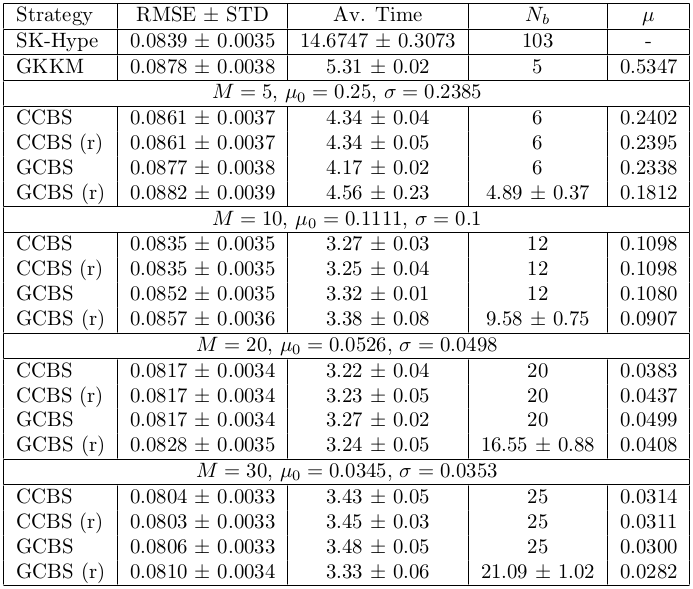 Strategy RMSE ± STD Av. Time N_b μ
SK-Hype 0.0839 ± 0.0035 14.6747 ± 0.3073 103 -
GKKM 0.0878 ± 0.0038 5.31 ± 0.02 5 0.5347
M = 5, μ_0 = 0.25, σ = 0.2385
CCBS 0.0861 ± 0.0037 4.34 ± 0.04 6 0.2402
CCBS (r) 0.0861 ± 0.0037 4.34 ± 0.05 6 0.2395
GCBS 0.0877 ± 0.0038 4.17 ± 0.02 6 0.2338
GCBS (r) 0.0882 ± 0.0039 4.56 ± 0.23 4.89 ± 0.37 0.1812
M = 10, μ_0 = 0.1111, σ = 0.1
CCBS 0.0835 ± 0.0035 3.27 ± 0.03 12 0.1098
CCBS (r) 0.0835 ± 0.0035 3.25 ± 0.04 12 0.1098
GCBS 0.0852 ± 0.0035 3.32 ± 0.01 12 0.1080
GCBS (r) 0.0857 ± 0.0036 3.38 ± 0.08 9.58 ± 0.75 0.0907
M = 20, μ_0 = 0.0526, σ = 0.0498
CCBS 0.0817 ± 0.0034 3.22 ± 0.04 20 0.0383
CCBS (r) 0.0817 ± 0.0034 3.23 ± 0.05 20 0.0437
GCBS 0.0817 ± 0.0034 3.27 ± 0.02 20 0.0499
GCBS (r) 0.0828 ± 0.0035 3.24 ± 0.05 16.55 ± 0.88 0.0408
M = 30, μ_0 = 0.0345, σ = 0.0353
CCBS 0.0804 ± 0.0033 3.43 ± 0.05 25 0.0314
CCBS (r) 0.0803 ± 0.0033 3.45 ± 0.03 25 0.0311
GCBS 0.0806 ± 0.0033 3.48 ± 0.05 25 0.0300
GCBS (r) 0.0810 ± 0.0034 3.33 ± 0.06 21.09 ± 1.02 0.0282